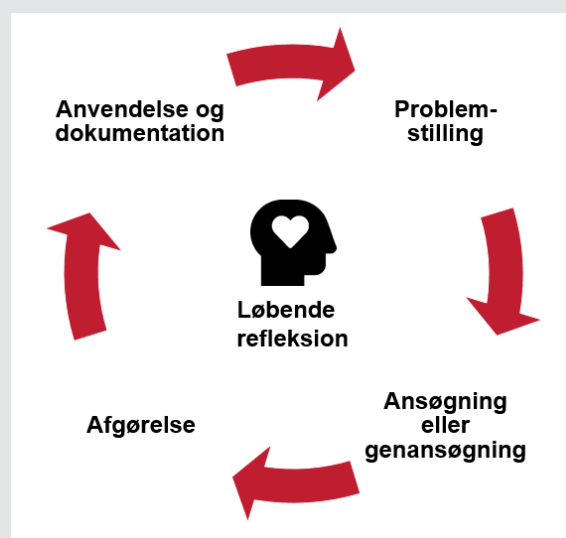 Anvendelse og
dokumentation
Problem-
stilling
Løbende
refleksion
Afgørelse
Ansøgning
eller
genansøgning